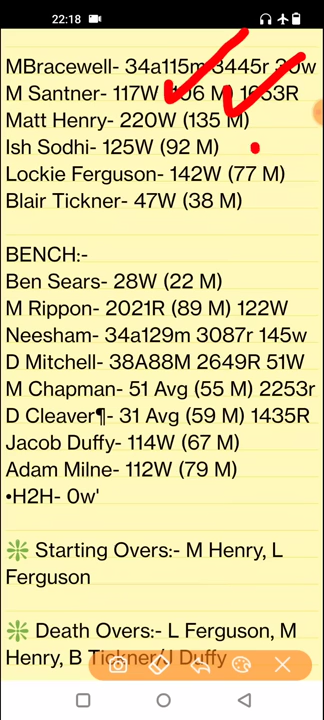 22:18
MBracewell- 34a115m 3445r 30w
M Santner- 117W (106 M) 1653R
Matt Henry- 220W (135 M)
Ish Sodhi- 125W (92 M)
Lockie Ferguson- 142W (77 M)
Blair Tickner- 47W (38 M)
BENCH:-
Ben Sears- 28W (22 M)
M Rippon- 2021R (89 M) 122W
Neesham- 34a129m 3087r 145w
D Mitchell- 38A88M 2649R 51W
M Chapman- 51 Avg (55 M) 2253r
D Cleaver¶- 31 Avg (59 M) 1435R
Jacob Duffy- 114W (67 M)
Adam Milne- 112W (79 M)
•H2H- 0w'
❇️ Starting Overs:- M Henry, L
Ferguson
❇️ Death Overs:- L Ferguson, M
Henry, B Tickner/J Duffy